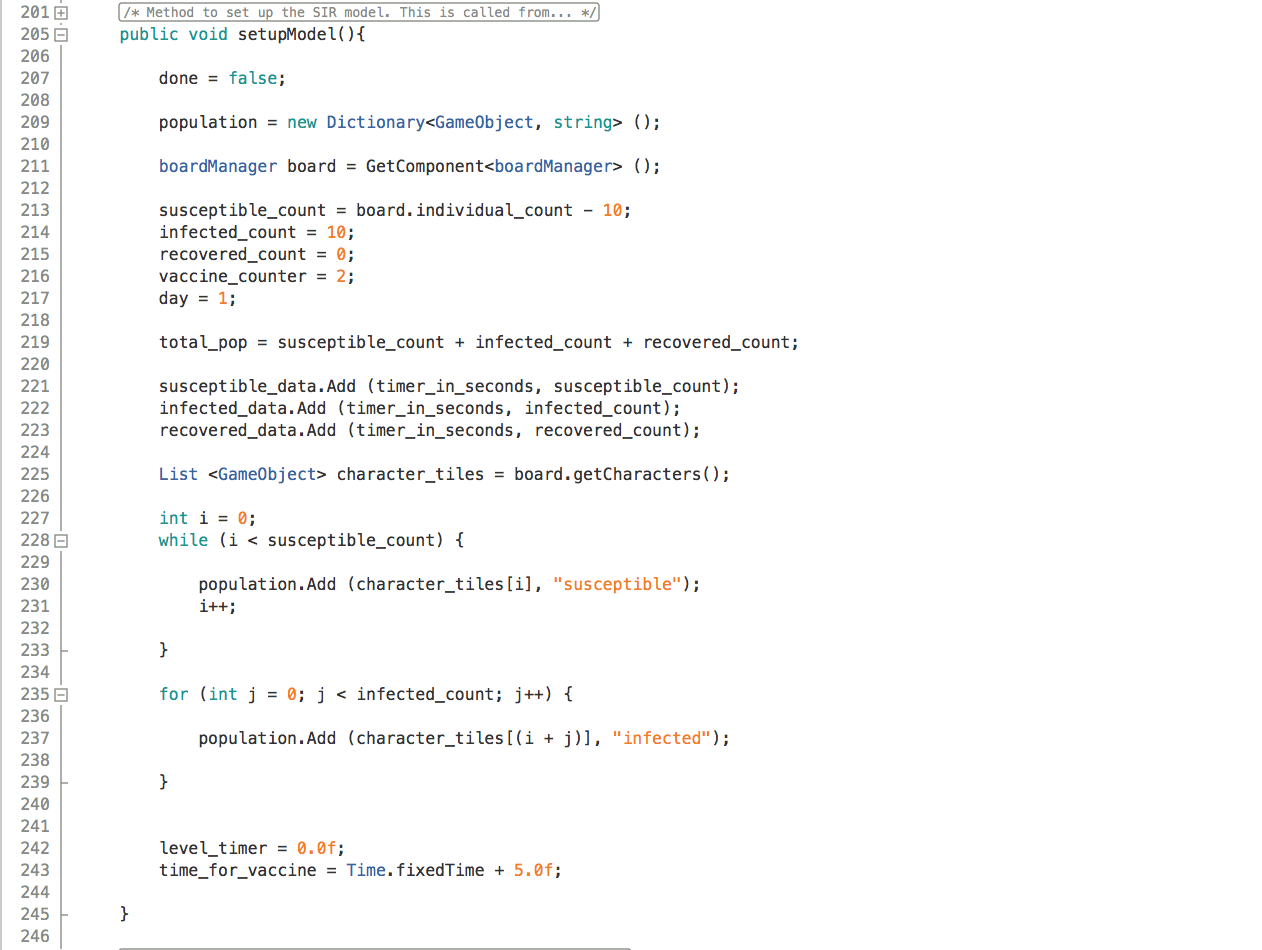 201 /* Method to set up the SIR model. This is called from... */
205 public void setupModel(){
206
207 done = false;
208
209 population = new Dictionary<GameObject, string> ();
210
211 boardManager board = GetComponent<boardManager> ();
212
213 susceptible_count = board.individual_count - 10;
214 infected_count = 10;
215 recovered_count = 0;
216 vaccine_counter = 2;
217 day = 1;
218
219 total_pop = susceptible_count + infected_count + recovered_count;
220
221 susceptible_data.Add (timer_in_seconds, susceptible_count);
222 infected_data.Add (timer_in_seconds, infected_count);
223 recovered_data.Add (timer_in_seconds, recovered_count);
224
225 List <GameObject> character_tiles = board.getCharacters();
226
227 int i = 0;
228 while (i < susceptible_count) {
229
230 population.Add (character_tiles[i], "susceptible");
231 i++;
232
233 }
234
235 for (int j = 0; j < infected_count; j++) {
236
237 population.Add (character_tiles[(i + j)], "infected");
238
239 }
240
241
242 level_timer = 0.0f;
243 time_for_vaccine = Time.fixedTime + 5.0f;
244
245 }
246